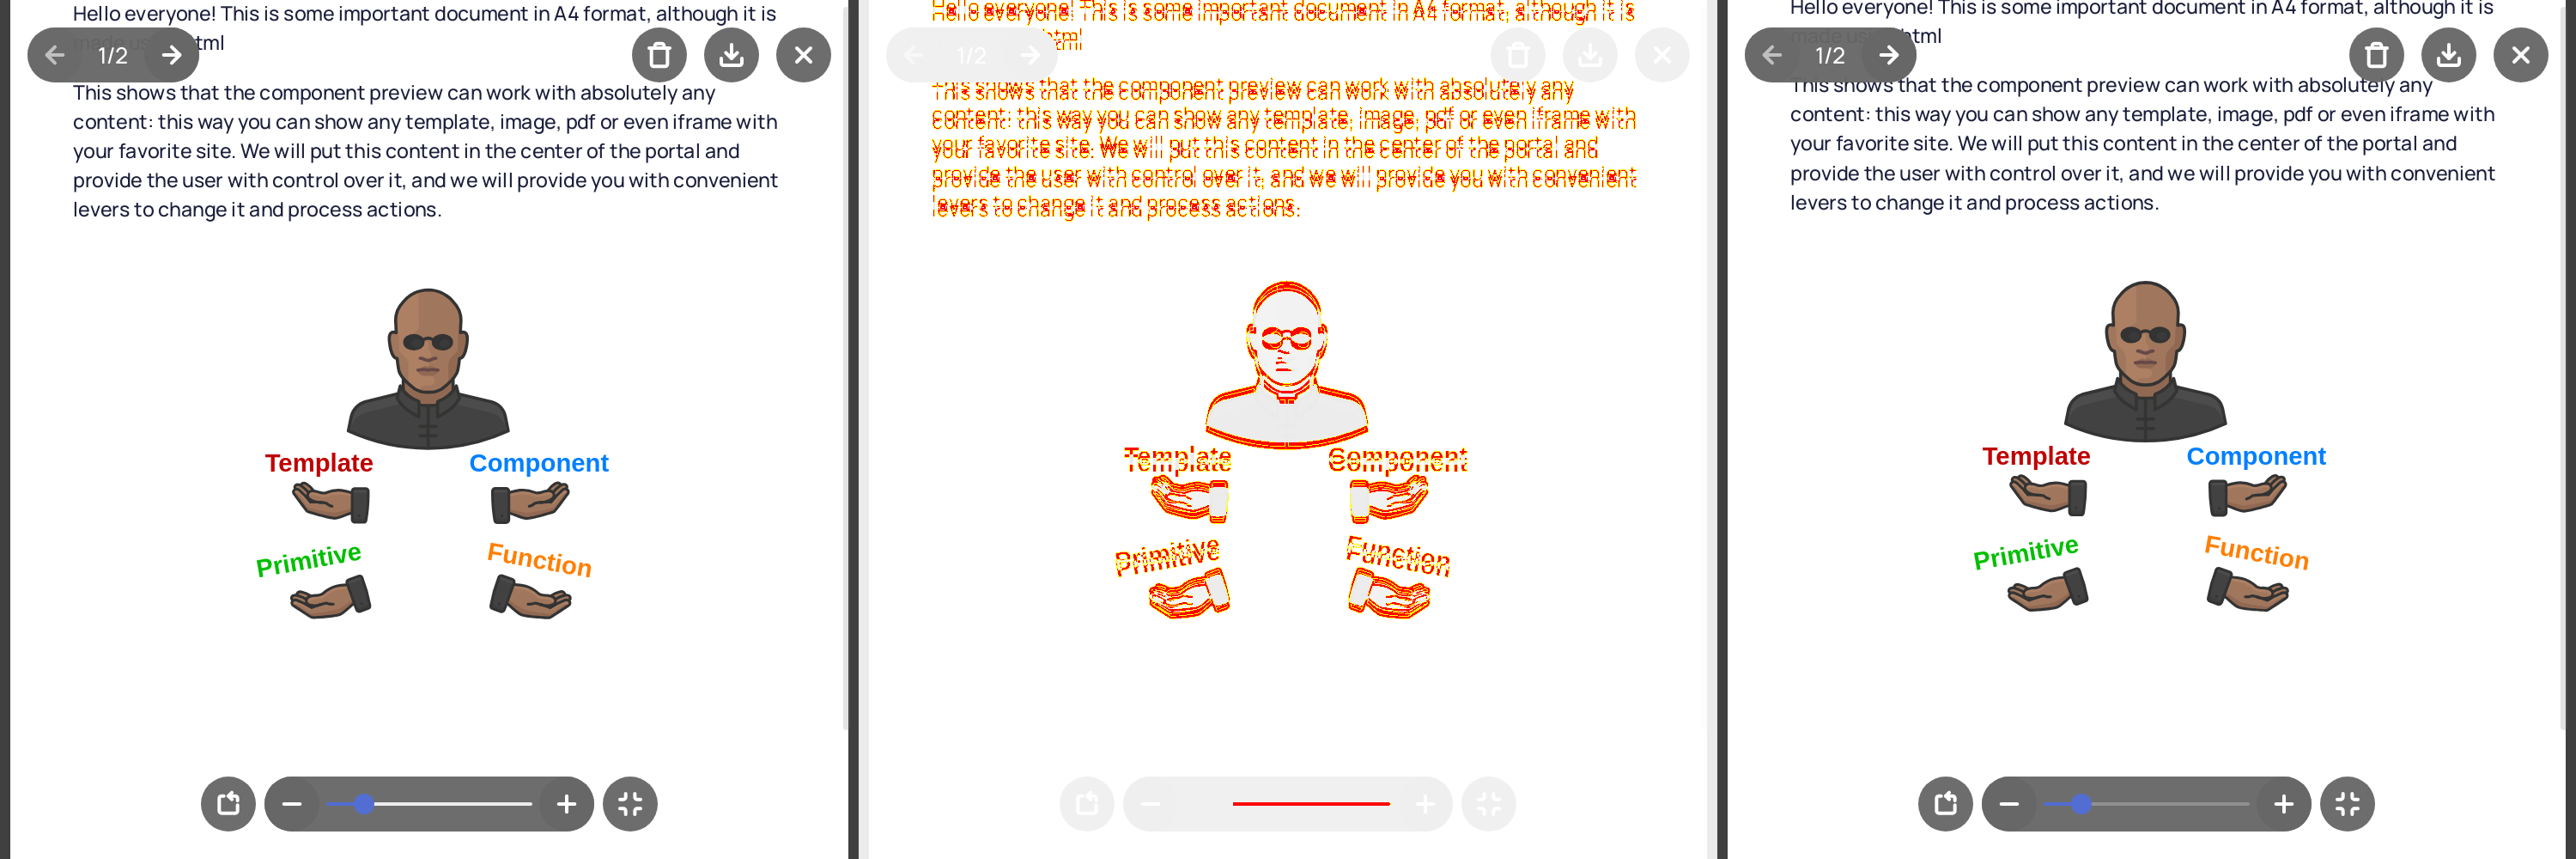 Hello everyone! This is some important document in A4 format, although it is
made us html
1/2
This shows that the component preview can work with absolutely any
content: this way you can show any template, image, pdf or even iframe with
your favorite site. We will put this content in the center of the portal and
provide the user with control over it, and we will provide you with convenient
levers to change it and process actions.
Template
Component
Primitive
Function
Hello everyone! This is some important document in A4 format, although it is
html
1/2
This shows that the component preview can work with absolutely any
content: this way you can show any template, image, pdf or even iframe with
your favorite site. We will put this content in the center of the portal and
provide the user with control over it, and we will provide you with convenient
levers to change it and process actions.
Template
Component
Primitive
Function
Hello everyone! This is some important document in A4 format, although it is
made us html
1/2
This shows that the component preview can work with absolutely any
content: this way you can show any template, image, pdf or even iframe with
your favorite site. We will put this content in the center of the portal and
provide the user with control over it, and we will provide you with convenient
levers to change it and process actions.
Template
Component
Primitive
Function